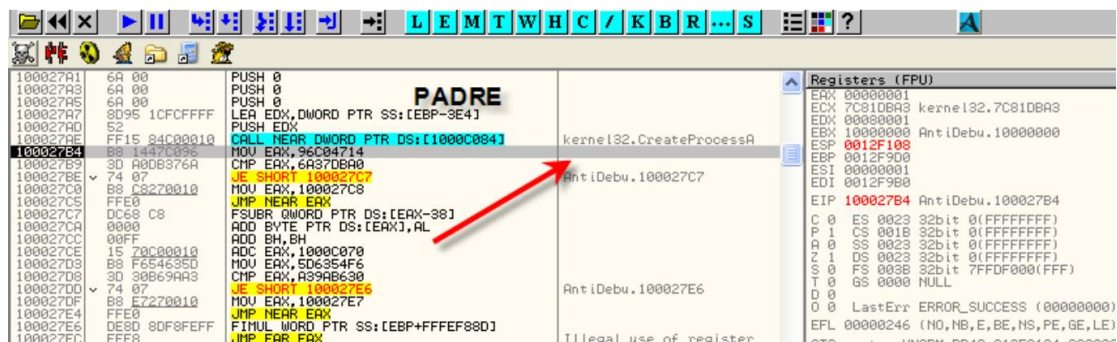 L E M T W H C / K B R ... S ? A
PADRE
100027A1 6A 00 PUSH 0
100027A3 6A 00 PUSH 0
100027A5 6A 00 PUSH 0
100027A7 8D95 1CFCFFFF LEA EDX,DWORD PTR SS:[EBP-3E4]
100027AD 52 PUSH EDX
100027AE FF15 84C00010 CALL NEAR DWORD PTR DS:[1000C084] kernel32.CreateProcessA
100027B4 B8 1447C096 MOV EAX,96C04714
100027B9 3D A0DB376A CMP EAX,6A37DBA0
100027BE 74 07 JE SHORT 100027C7 AntiDebu.100027C7
100027C0 B8 C8270010 MOV EAX,100027C8
100027C5 FFE0 JMP NEAR EAX
100027C7 DC68 C8 FSUBR QWORD PTR DS:[EAX-38]
100027CA 0000 ADD BYTE PTR DS:[EAX],AL
100027CC 00FF ADD BH,BH
100027CE 15 70C00010 ADC EAX,1000C070
100027D3 B8 F654635D MOV EAX,5D6354F6
100027D8 3D 30B69AA3 CMP EAX,A39AB630
100027DD 74 07 JE SHORT 100027E6 AntiDebu.100027E6
100027DF B8 E7270010 MOV EAX,100027E7
100027E4 FFE0 JMP NEAR EAX
100027E6 DE8D 8DF8FEFF FIMUL WORD PTR SS:[EBP+FFFEF88D]
100027EC FFE8 JMP FAR EAX Illegal use of register
Registers (FPU)
EAX 00000001
ECX 7C81DBA3 kernel32.7C81DBA3
EDX 00080001
EBX 10000000 AntiDebu.10000000
ESP 0012F108
EBP 0012F9D0
ESI 00000001
EDI 0012F9B0
EIP 100027B4 AntiDebu.100027B4
C 0 ES 0023 32bit 0(FFFFFFFF)
P 1 CS 001B 32bit 0(FFFFFFFF)
A 0 SS 0023 32bit 0(FFFFFFFF)
Z 1 DS 0023 32bit 0(FFFFFFFF)
S 0 FS 003B 32bit 7FFDF000(FFF)
T 0 GS 0000 NULL
D 0
O 0 LastErr ERROR_SUCCESS (00000000)
EFL 00000246 (NO,NB,E,BE,NS,PE,GE,LE)